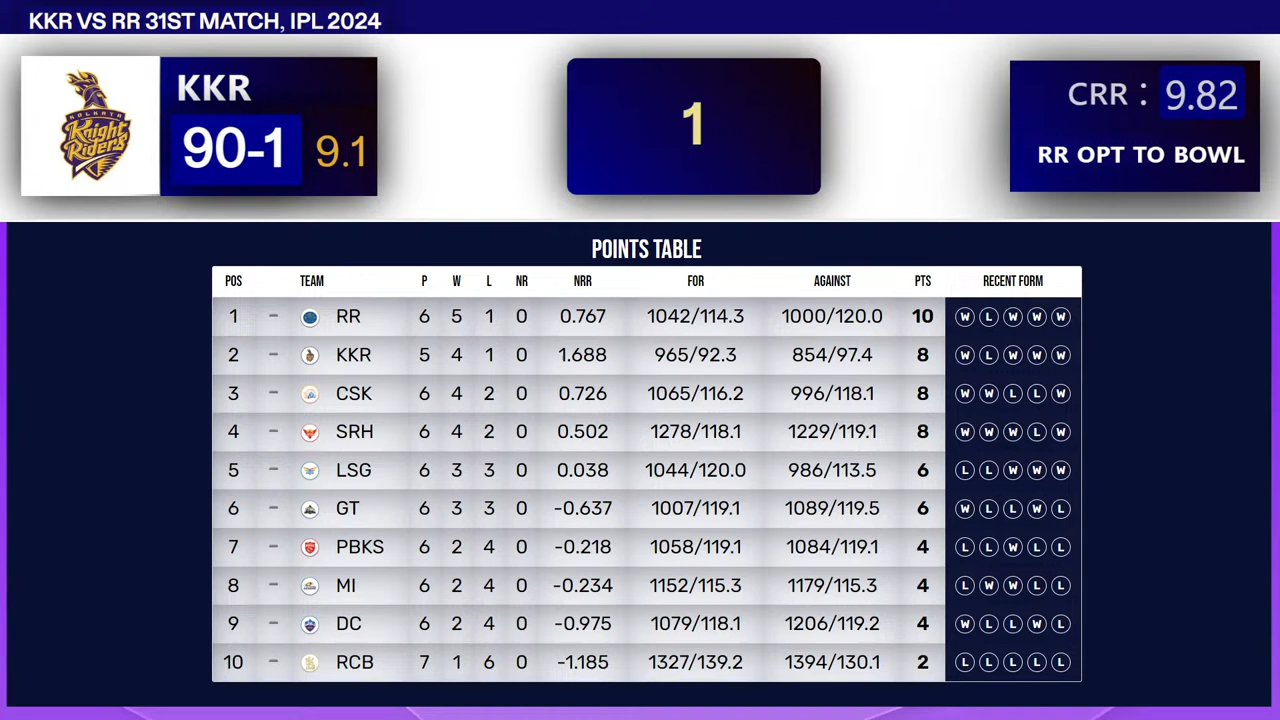 KKR VS RR 31ST MATCH, IPL 2024
KOLKATA
Knight
Riders
KKR
90-1 9.1
1
CRR : 9.82
RR OPT TO BOWL
POINTS TABLE
POS TEAM P W L NR NRR FOR AGAINST PTS RECENT FORM
1 - RR 6 5 1 0 0.767 1042/114.3 1000/120.0 10 W L W W W
2 - KKR 5 4 1 0 1.688 965/92.3 854/97.4 8 W L W W W
3 - CSK 6 4 2 0 0.726 1065/116.2 996/118.1 8 W W L L W
4 - SRH 6 4 2 0 0.502 1278/118.1 1229/119.1 8 W W W L W
5 - LSG 6 3 3 0 0.038 1044/120.0 986/113.5 6 L L W W W
6 - GT 6 3 3 0 -0.637 1007/119.1 1089/119.5 6 W L L W L
7 - PBKS 6 2 4 0 -0.218 1058/119.1 1084/119.1 4 L L W L L
8 - MI 6 2 4 0 -0.234 1152/115.3 1179/115.3 4 L W W L L
9 - DC 6 2 4 0 -0.975 1079/118.1 1206/119.2 4 W L L W L
10 - RCB 7 1 6 0 -1.185 1327/139.2 1394/130.1 2 L L L L L